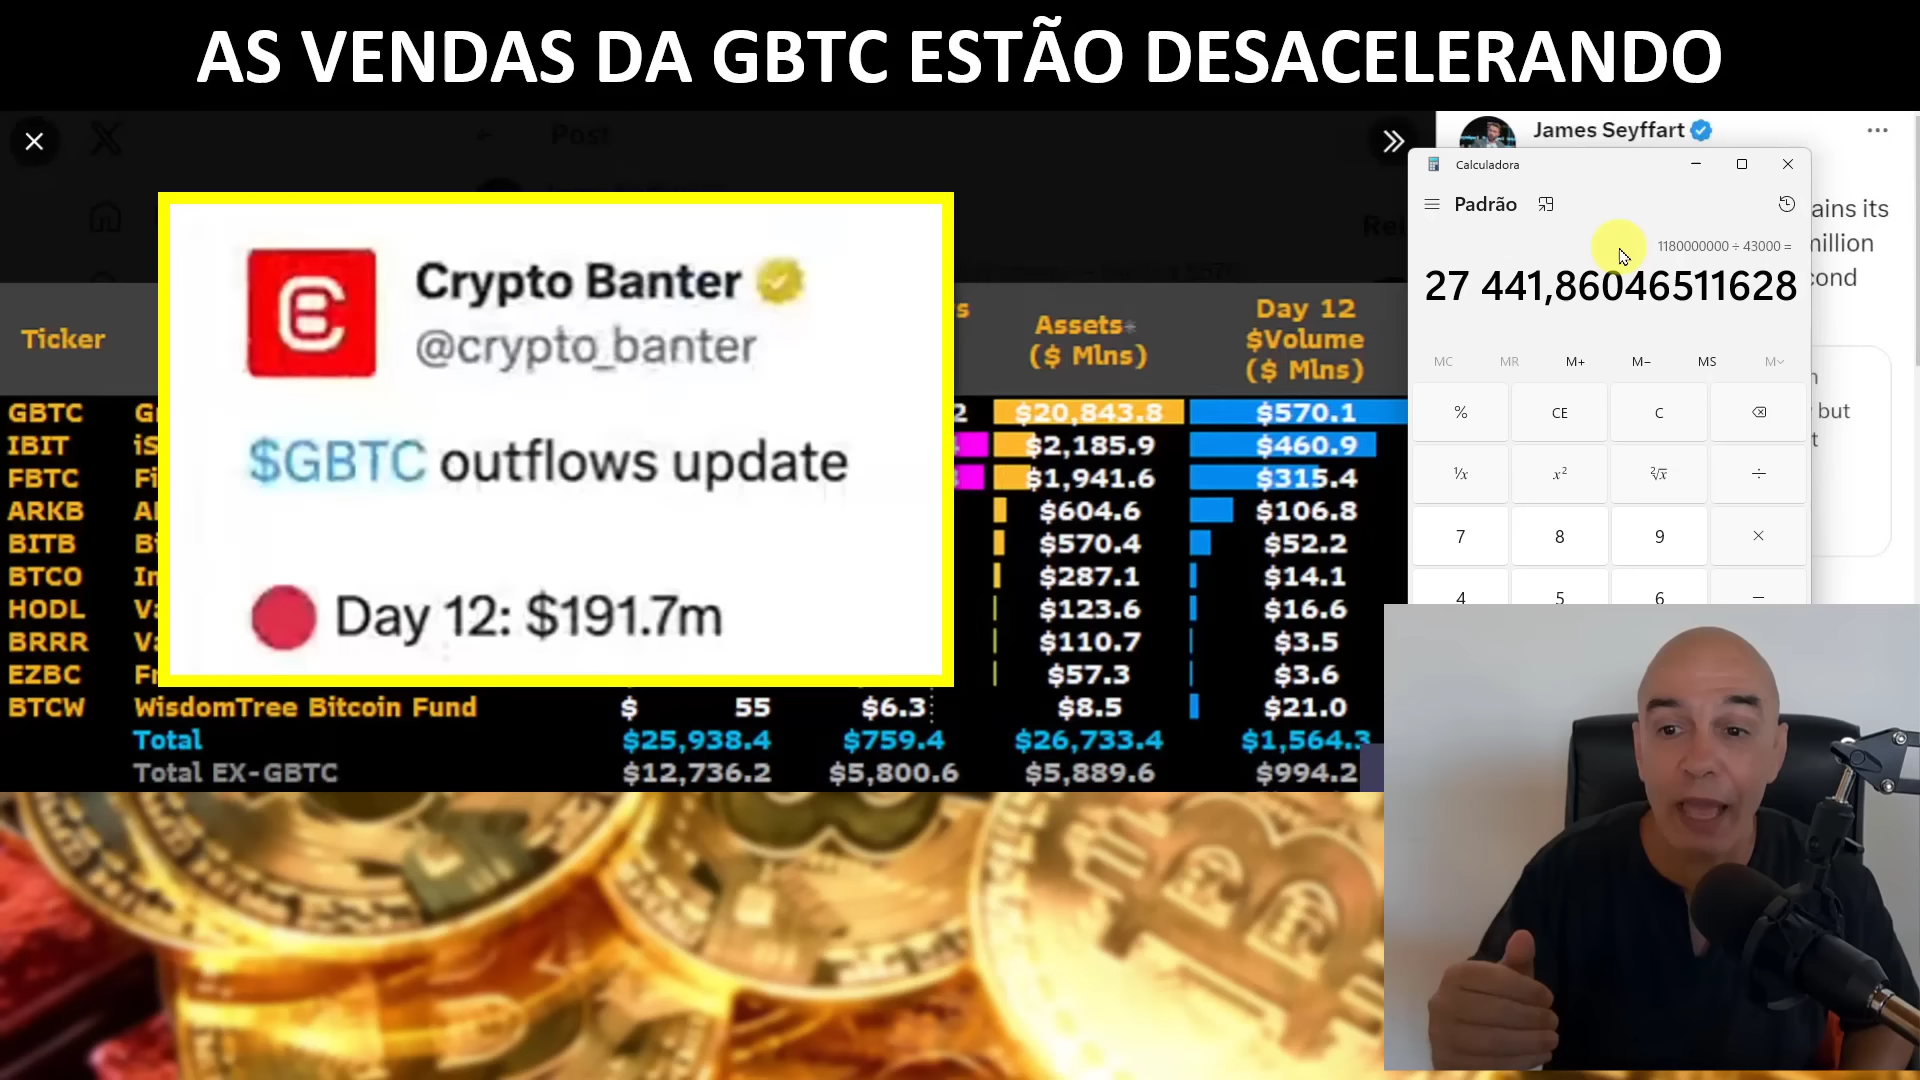 AS VENDAS DA GBTC ESTÃO DESACELERANDO
Post
James Seyffart
Calculadora
Padrão
1180000000 ÷ 43000 =
27 441,86046511628
MC MR M+ M− MS M
% CE C
¹/x x² ²√x ÷
7 8 9 ×
4 5 6 −
ains its
million
cond
but
Crypto Banter
@crypto_banter
$GBTC outflows update
Day 12: $191.7m
Ticker Assets* ($ Mlns) Day 12 $Volume ($ Mlns)
GBTC $20,843.8 $570.1
IBIT $2,185.9 $460.9
FBTC $1,941.6 $315.4
ARKB $604.6 $106.8
BITB $570.4 $52.2
BTCO $287.1 $14.1
HODL $123.6 $16.6
BRRR $110.7 $3.5
EZBC $57.3 $3.6
BTCW WisdomTree Bitcoin Fund $ 55 $6.3 $8.5 $21.0
Total $25,938.4 $759.4 $26,733.4 $1,564.3
Total EX-GBTC $12,736.2 $5,800.6 $5,889.6 $994.2